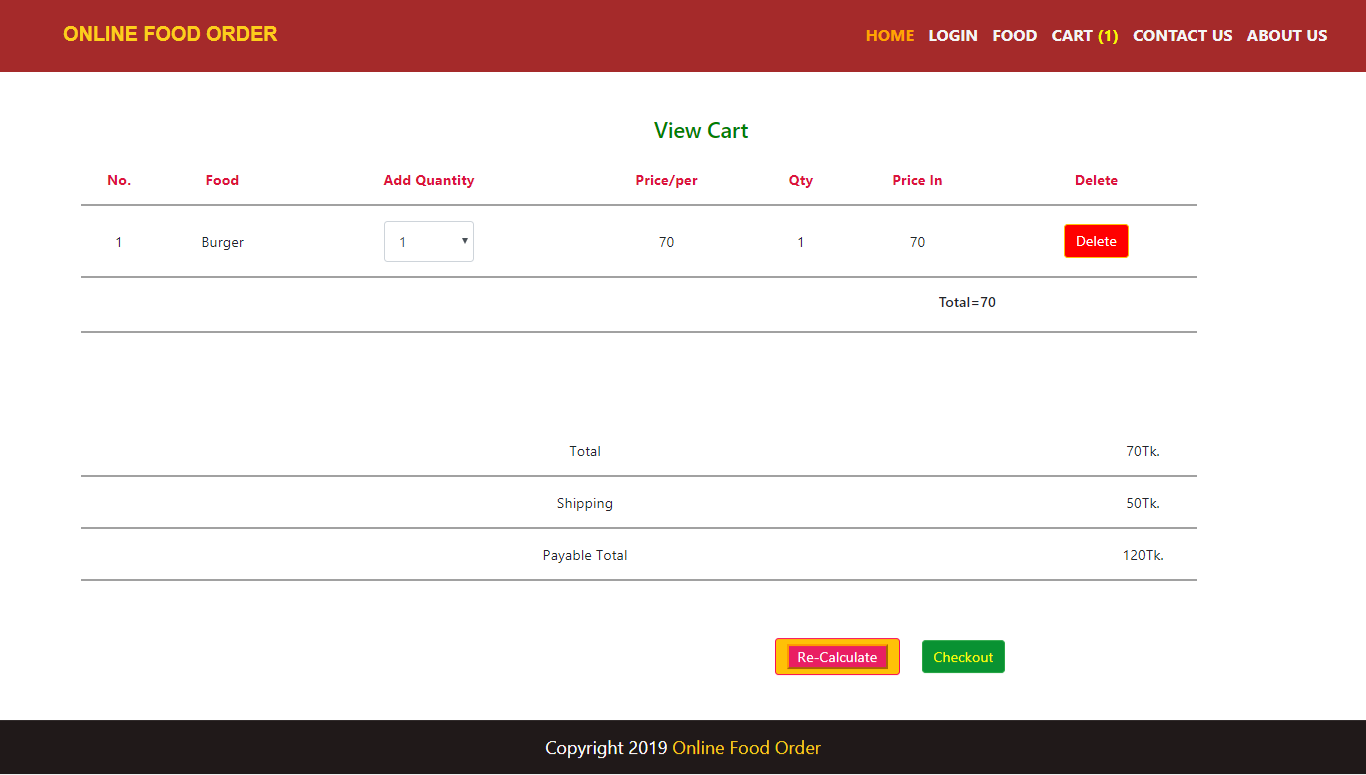 ONLINE FOOD ORDER
HOME LOGIN FOOD CART (1) CONTACT US ABOUT US
View Cart
No. Food Add Quantity Price/per Qty Price In Delete
1 Burger 1 70 1 70 Delete
Total=70
Total 70Tk.
Shipping 50Tk.
Payable Total 120Tk.
Re-Calculate Checkout
Copyright 2019 Online Food Order